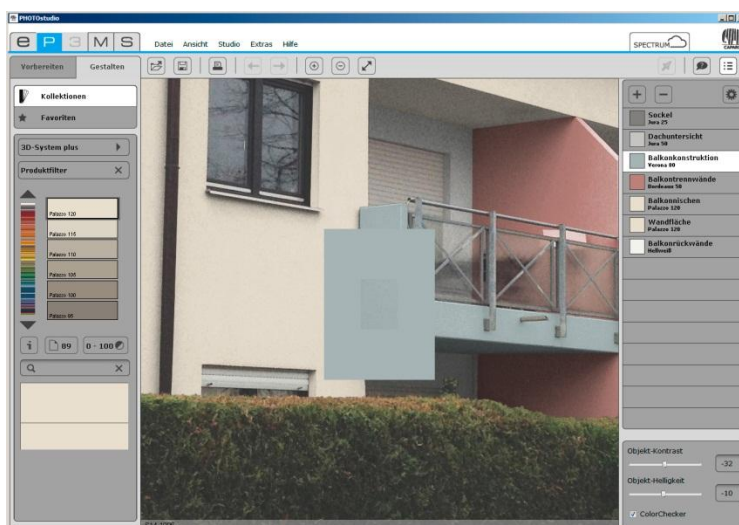 PHOTOstudio
e P 3 M S
Datei Ansicht Studio Extras Hilfe
SPECTRUM
CAPAROL
Vorbereiten Gestalten
Kollektionen
Favoriten
3D-System plus
Produktfilter X
Palazzo 120
Palazzo 115
Palazzo 110
Palazzo 105
Palazzo 100
Palazzo 95
i 89 0 - 100
Sockel
Jura 25
Dachuntersicht
Jura 50
Balkonkonstruktion
Verona 80
Balkontrennwände
Bordeaux 50
Balkonnischen
Palazzo 120
Wandfläche
Palazzo 120
Balkonrückwände
Hellweiß
Objekt-Kontrast
-32
Objekt-Helligkeit
-10
ColorChecker